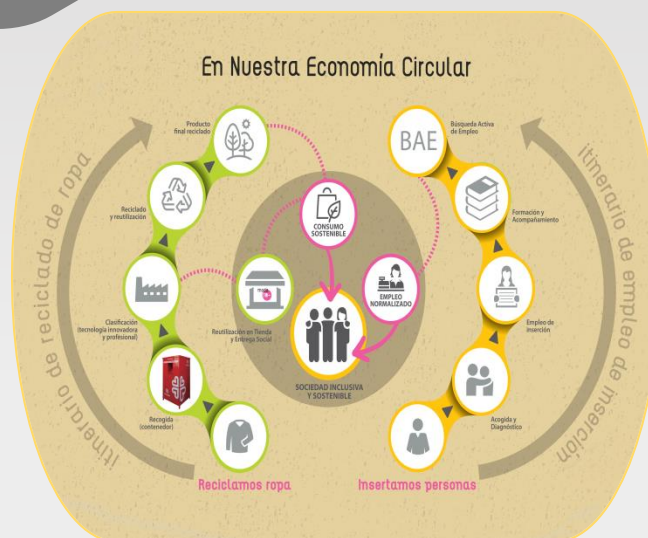 En Nuestra Economía Circular
itinerario de reciclado de ropa
Producto
final reciclado
Reciclado
y reutilización
Clasificación
(tecnología innovadora
y profesional)
Recogida
(contenedor)
Reciclamos ropa
Reutilización en Tienda
y Entrega Social
CONSUMO
SOSTENIBLE
EMPLEO
NORMALIZADO
SOCIEDAD INCLUSIVA
Y SOSTENIBLE
BAE
Búsqueda Activa
de Empleo
Formación y
Acompañamiento
Empleo de
inserción
Acogida y
Diagnóstico
Insertamos personas
itinerario de empleo de inserción